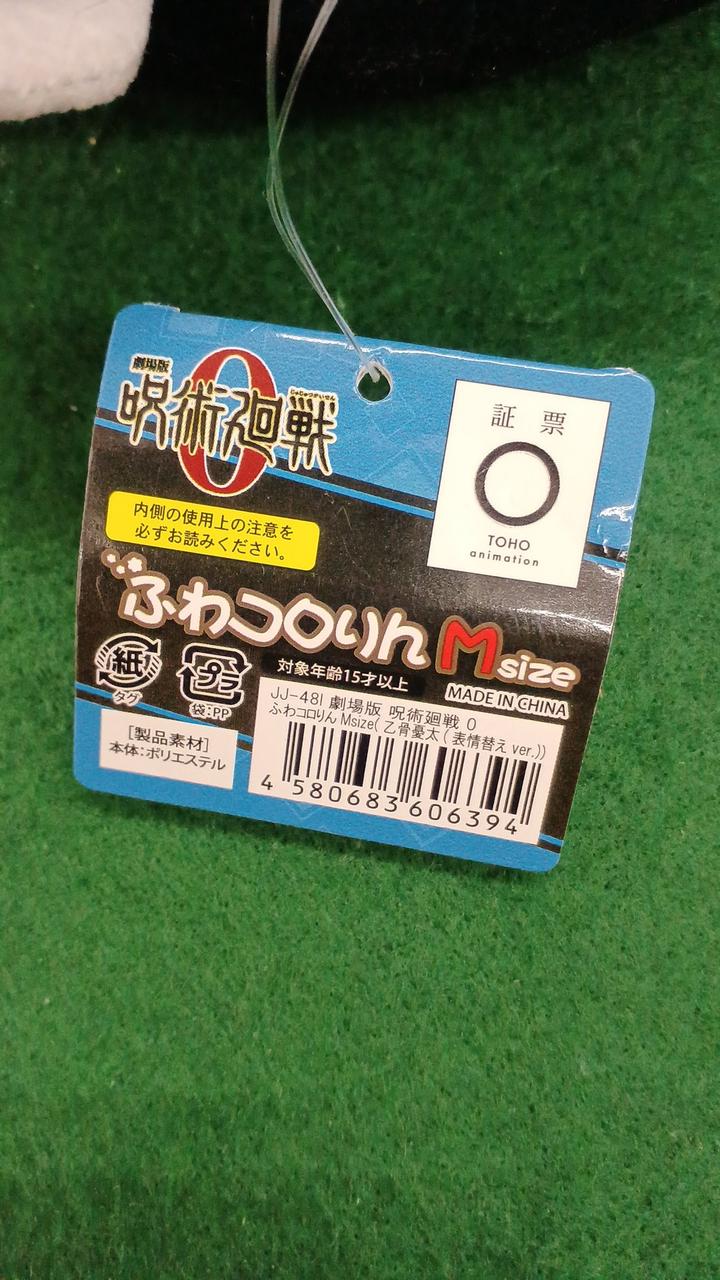 劇場版
呪術廻戦 0
じゅじゅつかいせん
証 票
TOHO
animation
内側の使用上の注意を
必ずお読みください。
ふわコロりん Msize
紙
タグ
プラ
袋:PP
対象年齢15才以上
MADE IN CHINA
[製品素材]
本体:ポリエステル
JJ-481 劇場版 呪術廻戦 0
ふわコロりん Msize(乙骨憂太(表情替え ver.))
4 580683 606394